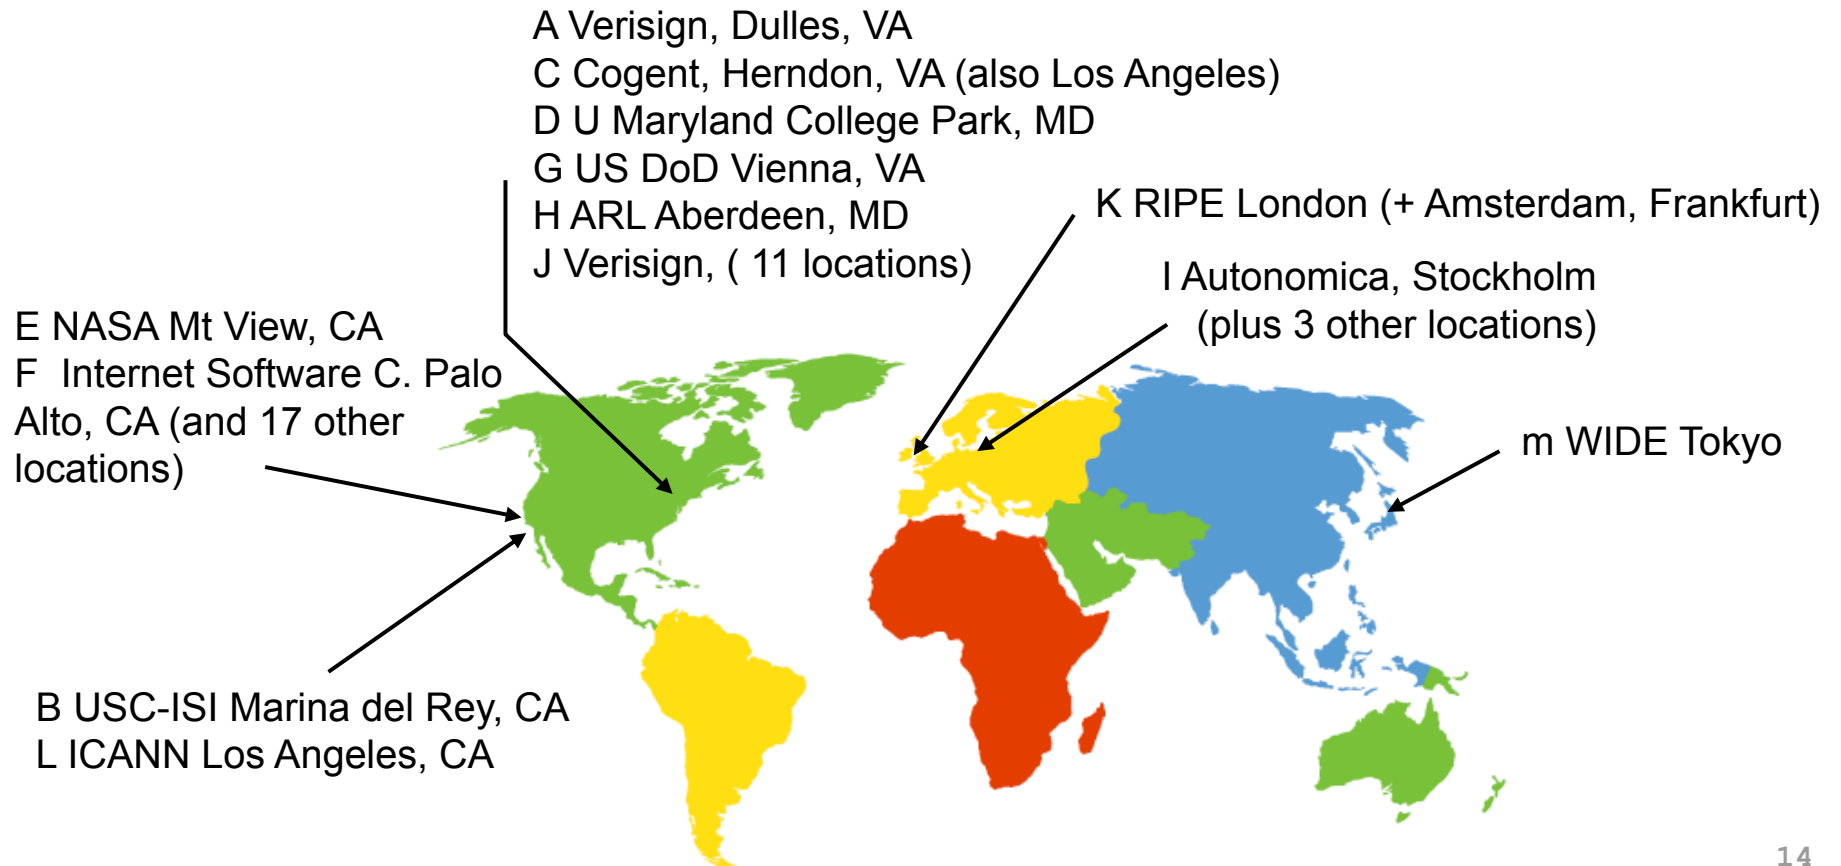 A Verisign, Dulles, VA
C Cogent, Herndon, VA (also Los Angeles)
D U Maryland College Park, MD
G US DoD Vienna, VA
H ARL Aberdeen, MD
J Verisign, ( 11 locations)
K RIPE London (+ Amsterdam, Frankfurt)
I Autonomica, Stockholm
(plus 3 other locations)
E NASA Mt View, CA
F Internet Software C. Palo
Alto, CA (and 17 other
locations)
m WIDE Tokyo
B USC-ISI Marina del Rey, CA
L ICANN Los Angeles, CA
14